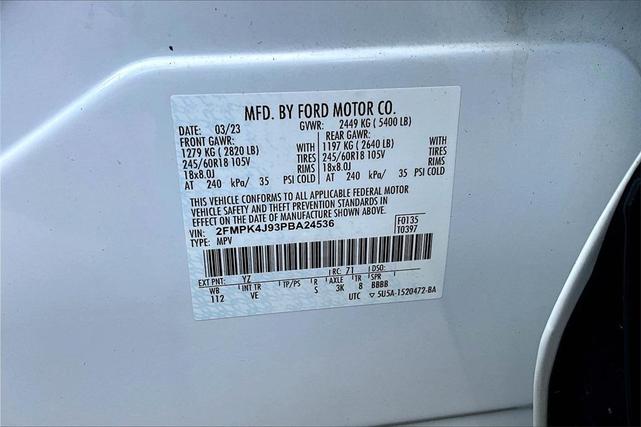 MFD. BY FORD MOTOR CO.
DATE: 03/23 GVWR: 2449 KG ( 5400 LB)
FRONT GAWR: REAR GAWR:
1279 KG ( 2820 LB) WITH 1197 KG ( 2640 LB) WITH
245/60R18 105V TIRES 245/60R18 105V TIRES
18x8.0J RIMS 18x8.0J RIMS
AT 240 kPa/ 35 PSI COLD AT 240 kPa/ 35 PSI COLD
THIS VEHICLE CONFORMS TO ALL APPLICABLE FEDERAL MOTOR
VEHICLE SAFETY AND THEFT PREVENTION STANDARDS IN
EFFECT ON THE DATE OF MANUFACTURE SHOWN ABOVE.
VIN: 2FMPK4J93PBA24536 F0135
TYPE: MPV T0397
EXT PNT: YZ RC: 71 DSO:
WB INT TR TP/PS R AXLE TR SPR
112 VE S 3K 8 BBBB
UTC ▽ 5U5A-1520472-BA